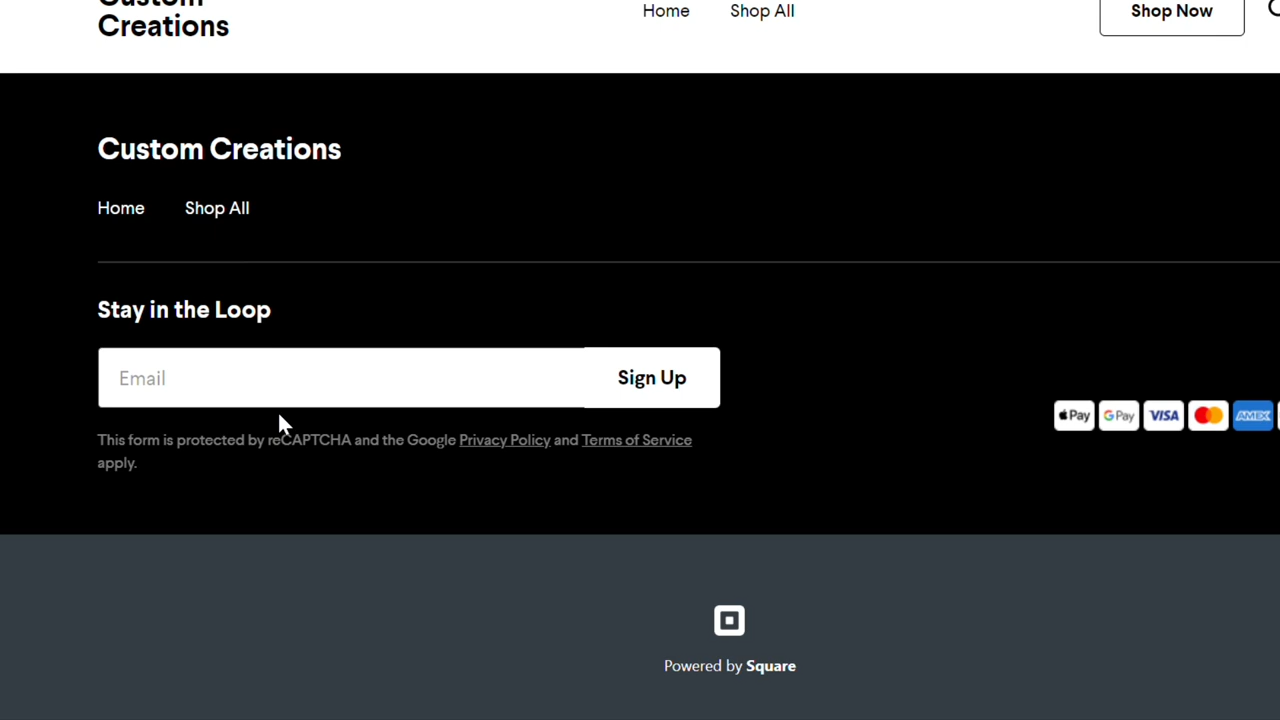 Custom
Creations
Home
Shop All
Shop Now
Custom Creations
Home
Shop All
Stay in the Loop
Email
Sign Up
This form is protected by reCAPTCHA and the Google Privacy Policy and Terms of Service
apply.
Pay
G Pay
VISA
AMEX
Powered by Square